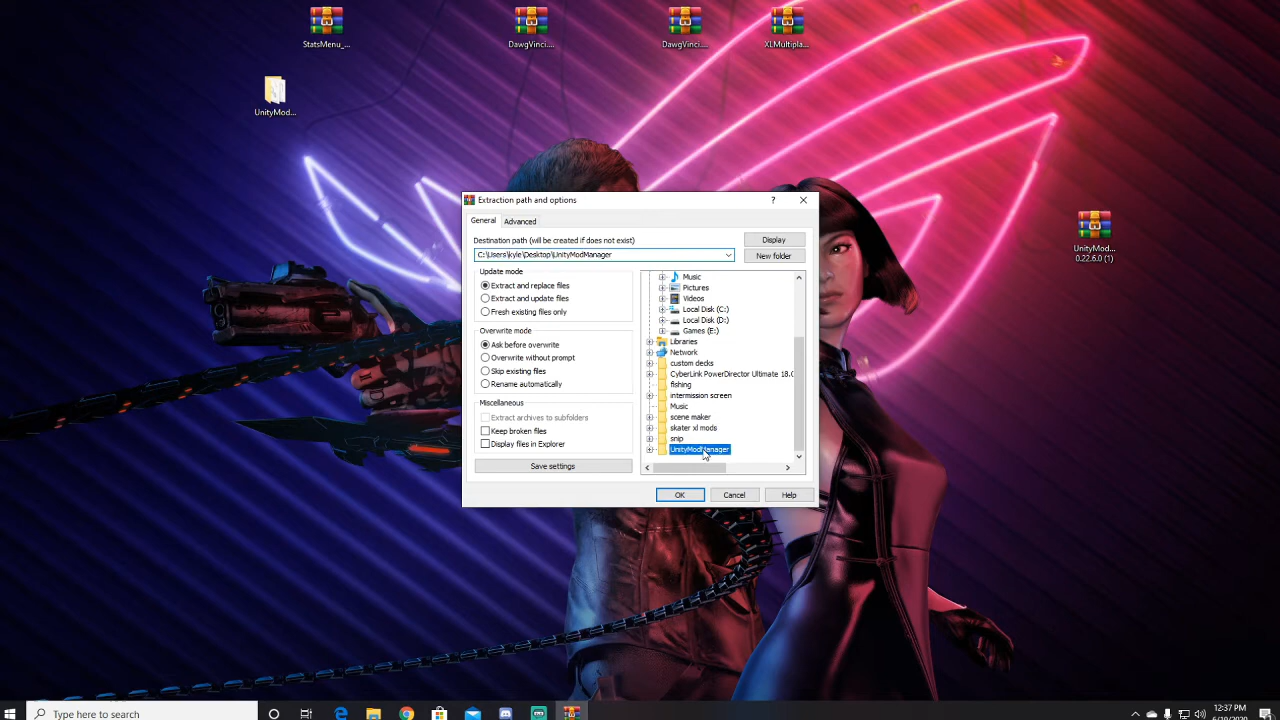 StatsMenu_...
DawgVinci....
DawgVinci....
XLMultipla...
UnityMod...
UnityMod...
0.22.6.0 (1)
Extraction path and options
?
General
Advanced
Destination path (will be created if does not exist)
Display
C:\Users\kyle\Desktop\UnityModManager
New folder
Update mode
Extract and replace files
Extract and update files
Fresh existing files only
Overwrite mode
Ask before overwrite
Overwrite without prompt
Skip existing files
Rename automatically
Miscellaneous
Extract archives to subfolders
Keep broken files
Display files in Explorer
Save settings
Music
Pictures
Videos
Local Disk (C:)
Local Disk (D:)
Games (E:)
Libraries
Network
custom decks
CyberLink PowerDirector Ultimate 18.0
fishing
intermission screen
Music
scene maker
skater xl mods
snip
UnityModManager
OK
Cancel
Help
Type here to search
12:37 PM